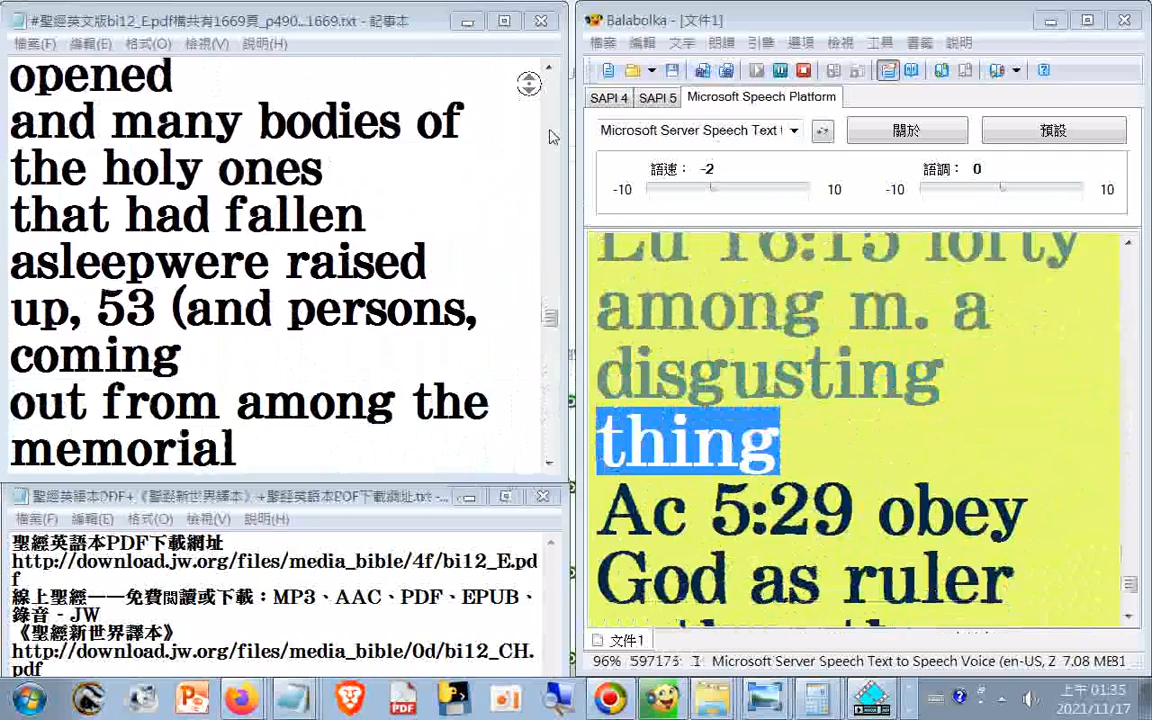 #聖經英文版bi12_E.pdf橫共有1669頁_p490...1669.txt - 記事本
檔案(F) 編輯(E) 格式(O) 檢視(V) 說明(H)
opened
and many bodies of
the holy ones
that had fallen
asleepwere raised
up, 53 (and persons,
coming
out from among the
memorial
聖經英語本PDF+《聖經新世界譯本》+聖經英語本PDF下載網址.txt - ...
檔案(F) 編輯(E) 格式(O) 檢視(V) 說明(H)
聖經英語本PDF下載網址
http://download.jw.org/files/media_bible/4f/bi12_E.pd
f
線上聖經——免費閱讀或下載：MP3、AAC、PDF、EPUB、
錄音 - JW
《聖經新世界譯本》
http://download.jw.org/files/media_bible/0d/bi12_CH.
pdf
Balabolka - [文件1]
檔案 編輯 文字 朗讀 引擎 選項 檢視 工具 書籤 說明
SAPI 4 SAPI 5 Microsoft Speech Platform
Microsoft Server Speech Text 關於 預設
語速： -2 語調： 0
-10 10 -10 10
Lu 16:15 lofty
among m. a
disgusting
thing
Ac 5:29 obey
God as ruler
文件1
96% 597173: Microsoft Server Speech Text to Speech Voice (en-US, Z 7.08 MB
上午 01:35
2021/11/17